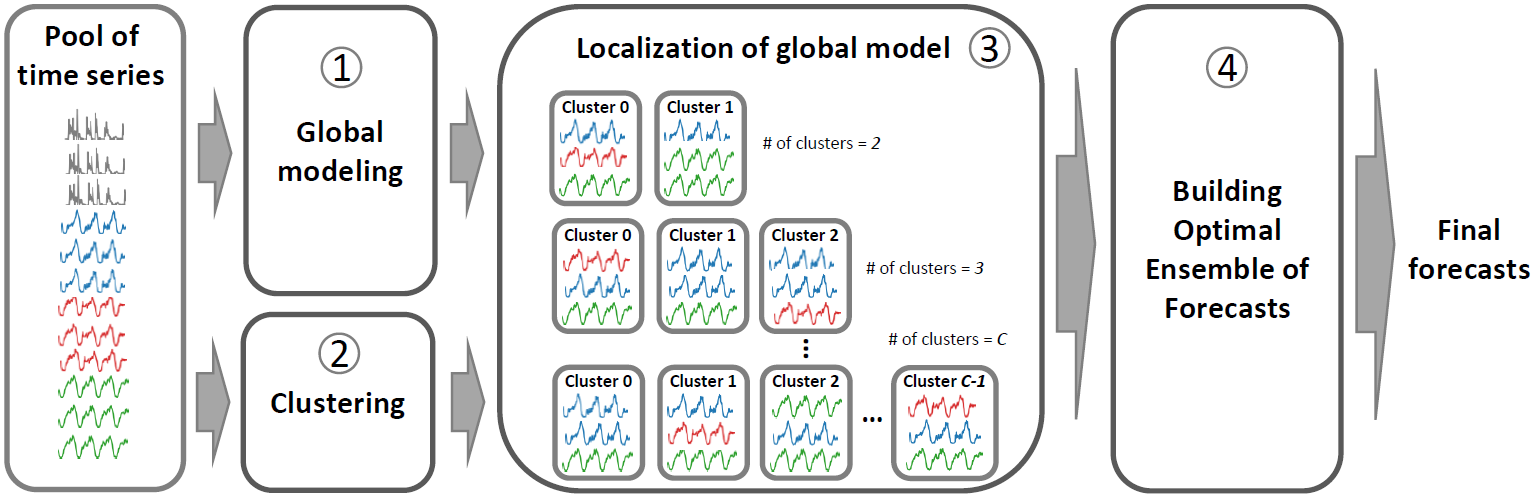 Pool of
time series
1
Global
modeling
2
Clustering
Localization of global model 3
Cluster 0
Cluster 1
# of clusters = 2
Cluster 0
Cluster 1
Cluster 2
# of clusters = 3
⋮
# of clusters = C
Cluster 0
Cluster 1
Cluster 2
...
Cluster C-1
4
Building
Optimal
Ensemble of
Forecasts
Final
forecasts